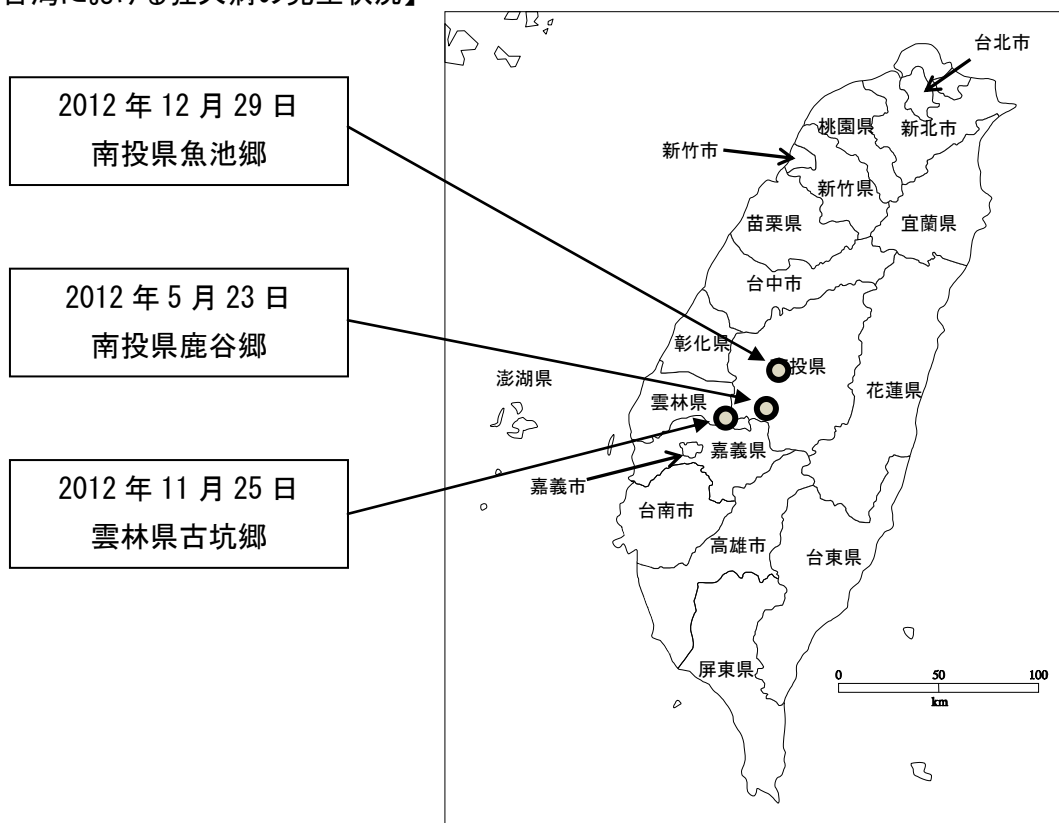 台湾における狂犬病の発生状況】
2012 年 12 月 29 日
南投県魚池郷
2012 年 5 月 23 日
南投県鹿谷郷
2012 年 11 月 25 日
雲林県古坑郷
台北市
桃園県
新北市
新竹市
新竹県
苗栗県
宜蘭県
台中市
彰化県
投県
花蓮県
澎湖県
雲林県
嘉義県
嘉義市
台南市
高雄市
台東県
屏東県
0 50 100
km